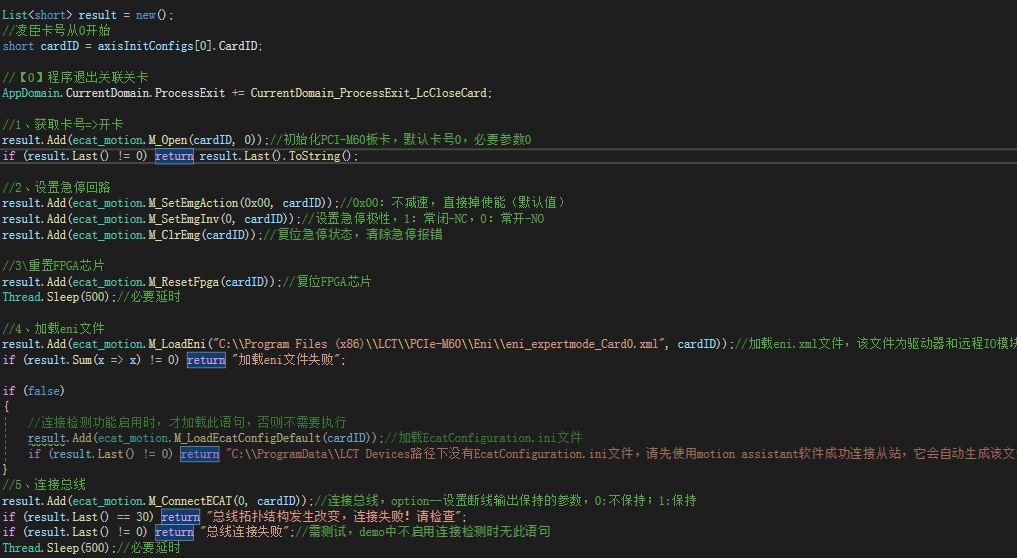 List<short> result = new();
//凌臣卡号从0开始
short cardID = axisInitConfigs[0].CardID;
//【0】程序退出关联关卡
AppDomain.CurrentDomain.ProcessExit += CurrentDomain_ProcessExit_LcCloseCard;
//1、获取卡号=>开卡
result.Add(ecat_motion.M_Open(cardID, 0));//初始化PCI-M60板卡，默认卡号0，必要参数0
if (result.Last() != 0) return result.Last().ToString();
//2、设置急停回路
result.Add(ecat_motion.M_SetEmgAction(0x00, cardID));//0x00：不减速，直接掉使能（默认值）
result.Add(ecat_motion.M_SetEmgInv(0, cardID));//设置急停极性，1：常闭-NC，0：常开-NO
result.Add(ecat_motion.M_ClrEmg(cardID));//复位急停状态，清除急停报错
//3\重置FPGA芯片
result.Add(ecat_motion.M_ResetFpga(cardID));//复位FPGA芯片
Thread.Sleep(500);//必要延时
//4、加载eni文件
result.Add(ecat_motion.M_LoadEni("C:\\Program Files (x86)\\LCT\\PCIe-M60\\Eni\\eni_expertmode_Card0.xml", cardID));//加载eni.xml文件，该文件为驱动器和远程IO模块
if (result.Sum(x => x) != 0) return "加载eni文件失败";
if (false)
{
//连接检测功能启用时，才加载此语句，否则不需要执行
result.Add(ecat_motion.M_LoadEcatConfigDefault(cardID));//加载EcatConfiguration.ini文件
if (result.Last() != 0) return "C:\\ProgramData\\LCT Devices路径下没有EcatConfiguration.ini文件，请先使用motion assistant软件成功连接从站，它会自动生成该文
}
//5、连接总线
result.Add(ecat_motion.M_ConnectECAT(0, cardID));//连接总线，option--设置断线输出保持的参数，0:不保持；1:保持
if (result.Last() == 30) return "总线拓扑结构发生改变，连接失败！请检查";
if (result.Last() != 0) return "总线连接失败";//需测试，demo中不启用连接检测时无此语句
Thread.Sleep(500);//必要延时